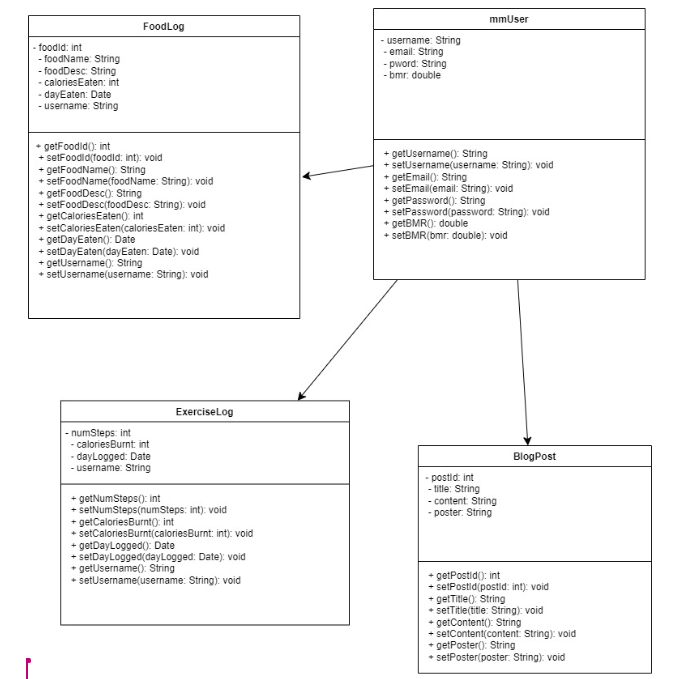 FoodLog
- foodId: int
- foodName: String
- foodDesc: String
- caloriesEaten: int
- dayEaten: Date
- username: String
+ getFoodId(): int
+ setFoodId(foodId: int): void
+ getFoodName(): String
+ setFoodName(foodName: String): void
+ getFoodDesc(): String
+ setFoodDesc(foodDesc: String): void
+ getCaloriesEaten(): int
+ setCaloriesEaten(caloriesEaten: int): void
+ getDayEaten(): Date
+ setDayEaten(dayEaten: Date): void
+ getUsername(): String
+ setUsername(username: String): void
mmUser
- username: String
- email: String
- pword: String
- bmr: double
+ getUsername(): String
+ setUsername(username: String): void
+ getEmail(): String
+ setEmail(email: String): void
+ getPassword(): String
+ setPassword(password: String): void
+ getBMR(): double
+ setBMR(bmr: double): void
ExerciseLog
- numSteps: int
- caloriesBurnt: int
- dayLogged: Date
- username: String
+ getNumSteps(): int
+ setNumSteps(numSteps: int): void
+ getCaloriesBurnt(): int
+ setCaloriesBurnt(caloriesBurnt: int): void
+ getDayLogged(): Date
+ setDayLogged(dayLogged: Date): void
+ getUsername(): String
+ setUsername(username: String): void
BlogPost
- postId: int
- title: String
- content: String
- poster: String
+ getPostId(): int
+ setPostId(postId: int): void
+ getTitle(): String
+ setTitle(title: String): void
+ getContent(): String
+ setContent(content: String): void
+ getPoster(): String
+ setPoster(poster: String): void